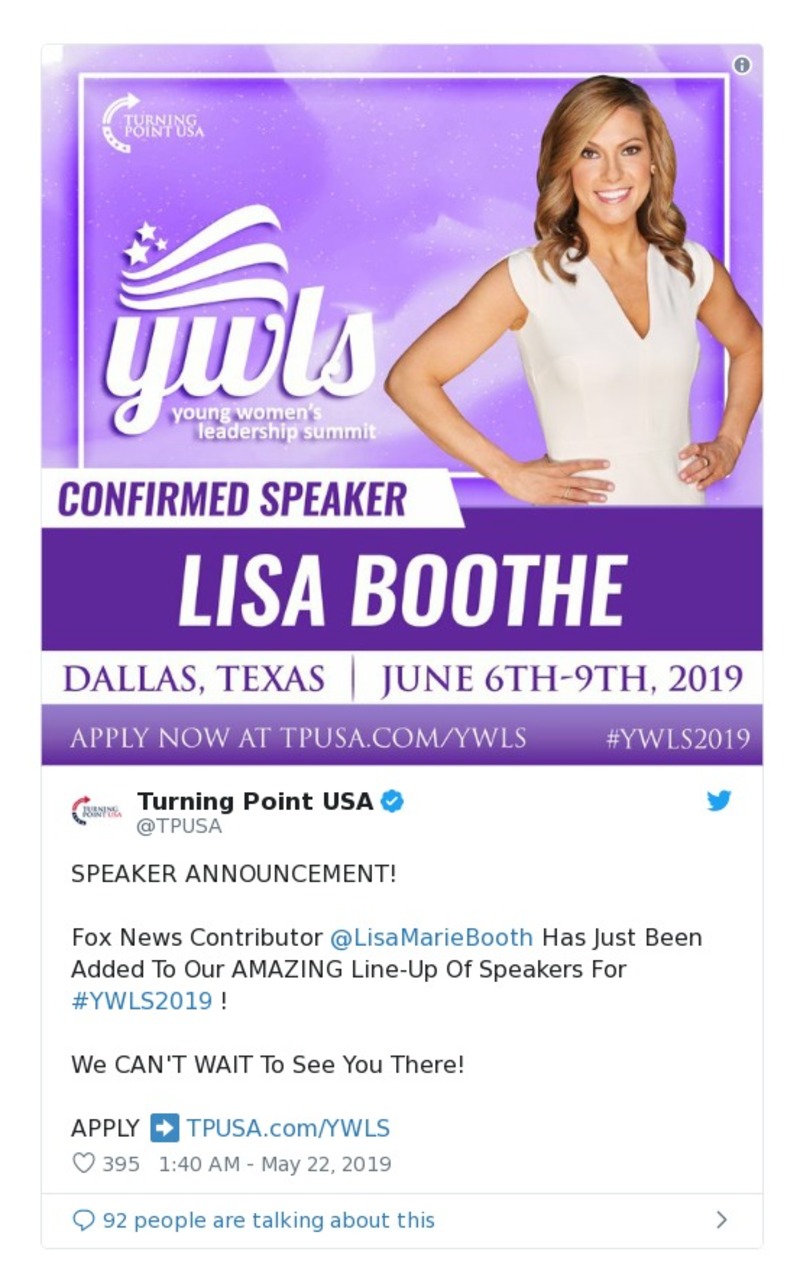 TURNING
POINT USA
ywls
young women's
leadership summit
CONFIRMED SPEAKER
LISA BOOTHE
DALLAS, TEXAS | JUNE 6TH-9TH, 2019
APPLY NOW AT TPUSA.COM/YWLS #YWLS2019
TURNING
POINT USA
Turning Point USA
@TPUSA
SPEAKER ANNOUNCEMENT!
Fox News Contributor @LisaMarieBooth Has Just Been
Added To Our AMAZING Line-Up Of Speakers For
#YWLS2019 !
We CAN'T WAIT To See You There!
APPLY ➡ TPUSA.com/YWLS
395 1:40 AM - May 22, 2019
92 people are talking about this